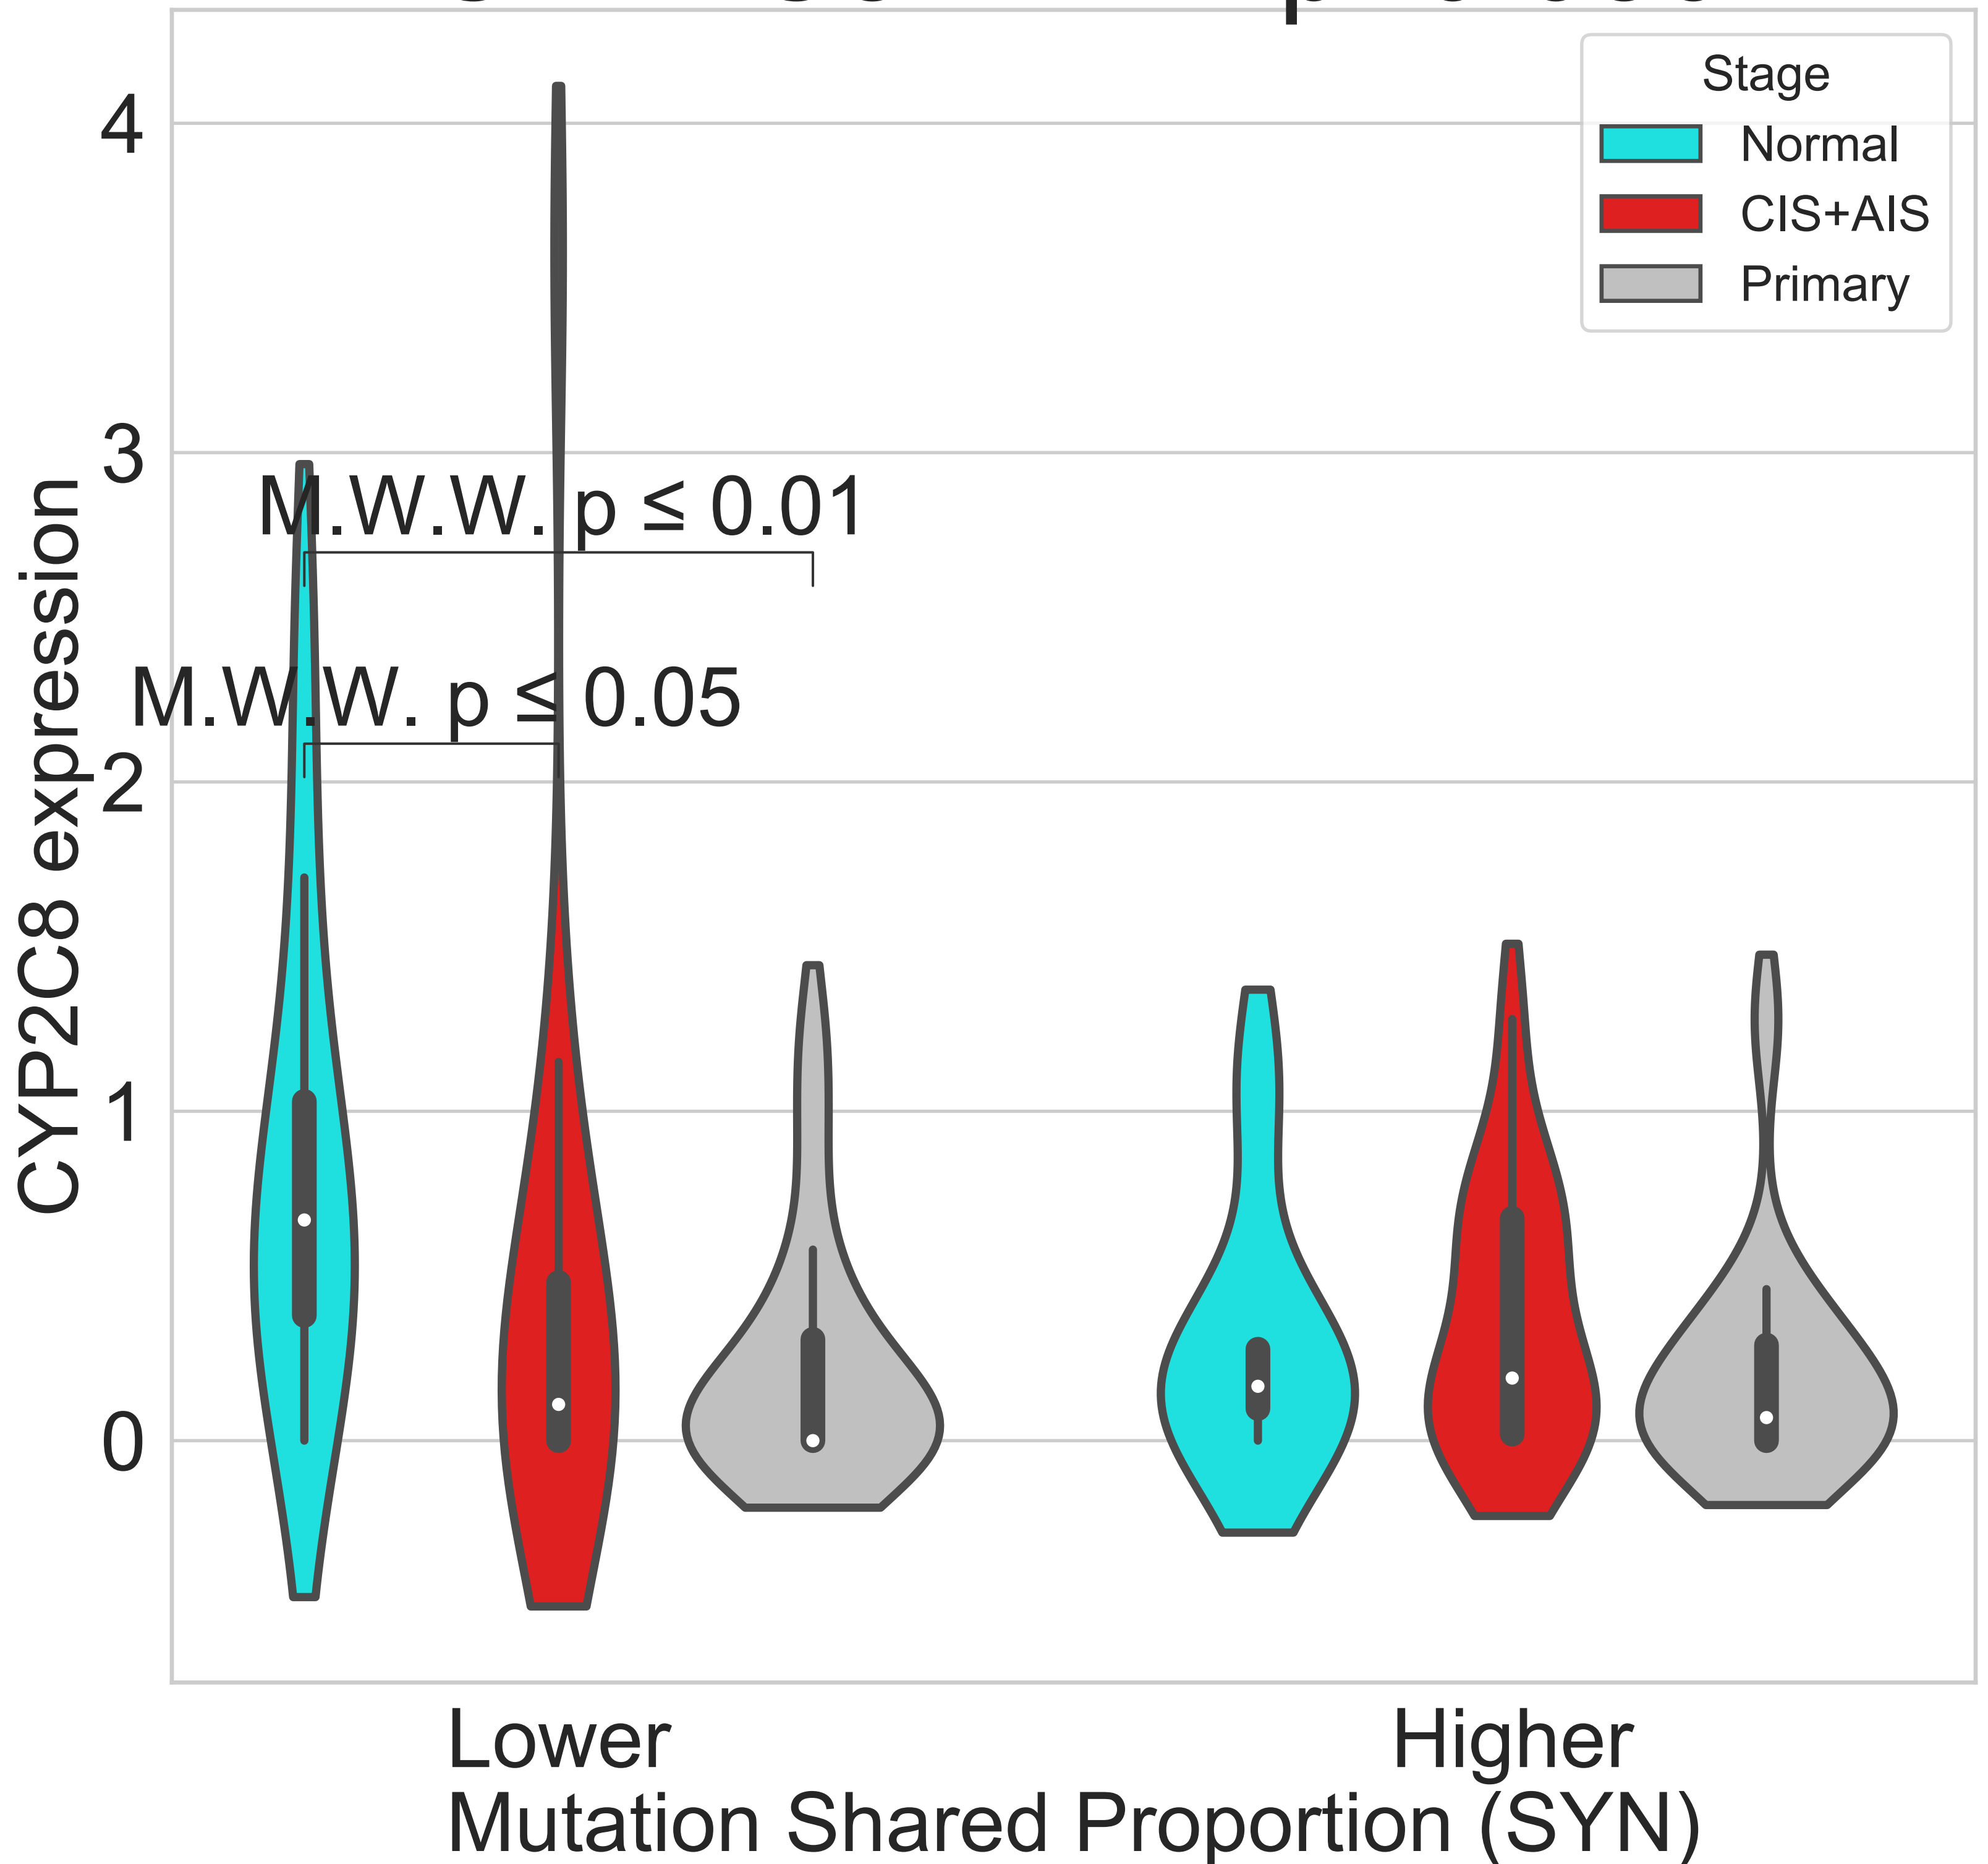 Stage
Normal
CIS+AIS
Primary
CYP2C8 expression
4
3
2
1
0
M.W.W. p ≤ 0.01
M.W.W. p ≤ 0.05
Lower
Higher
Mutation Shared Proportion (SYN)